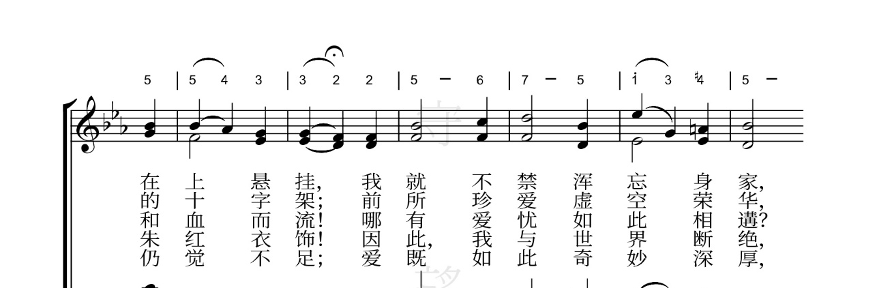 5 | 5 4 3 | 3 2 2 | 5 – 6 | 7 – 5 | 1 3 ♯4 | 5 –
在 上 悬 挂， 我 就 不 禁 浑 忘 身 家，
的 十 字 架； 前 所 珍 爱 虚 空 荣 华，
和 血 而 流！ 哪 有 爱 忧 如 此 相 遘？
朱 红 衣 饰！ 因 此， 我 与 世 界 断 绝，
仍 觉 不 足； 爱 既 如 此 奇 妙 深 厚，